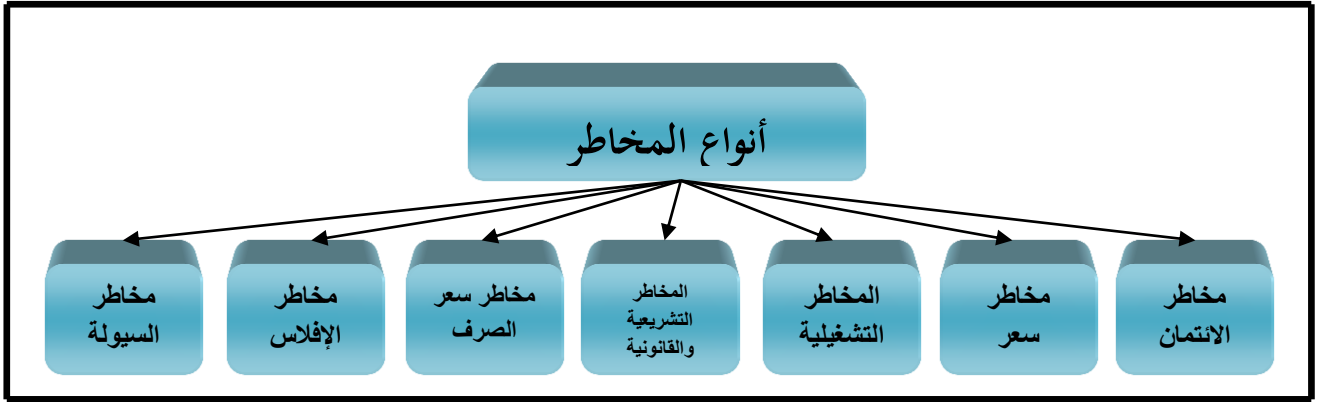 أنواع المخاطر
مخاطر
الائتمان
مخاطر
سعر
المخاطر
التشغيلية
المخاطر
التشريعية
والقانونية
مخاطر سعر
الصرف
مخاطر
الإفلاس
مخاطر
السيولة